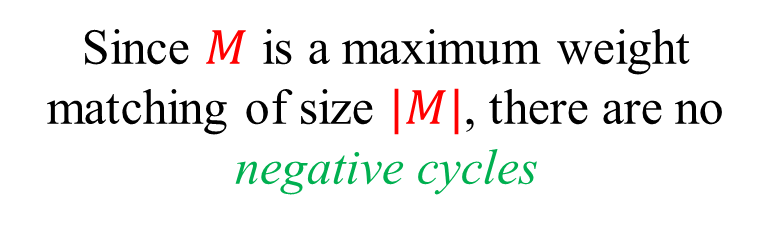 Since M is a maximum weight
matching of size |M|, there are no
negative cycles